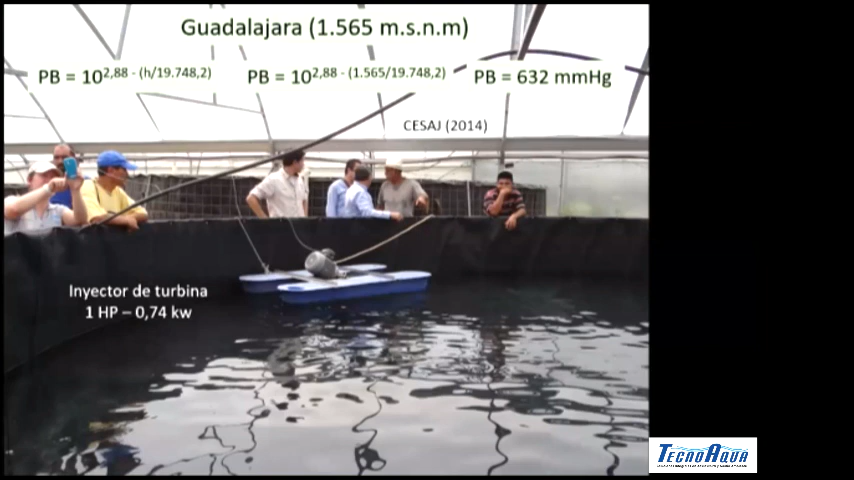 Guadalajara (1.565 m.s.n.m)
PB = 10^2,88 - (h/19.748,2) PB = 10^2,88 - (1.565/19.748,2) PB = 632 mmHg
CESAJ (2014)
Inyector de turbina
1 HP – 0,74 kw
TECNOAQUA